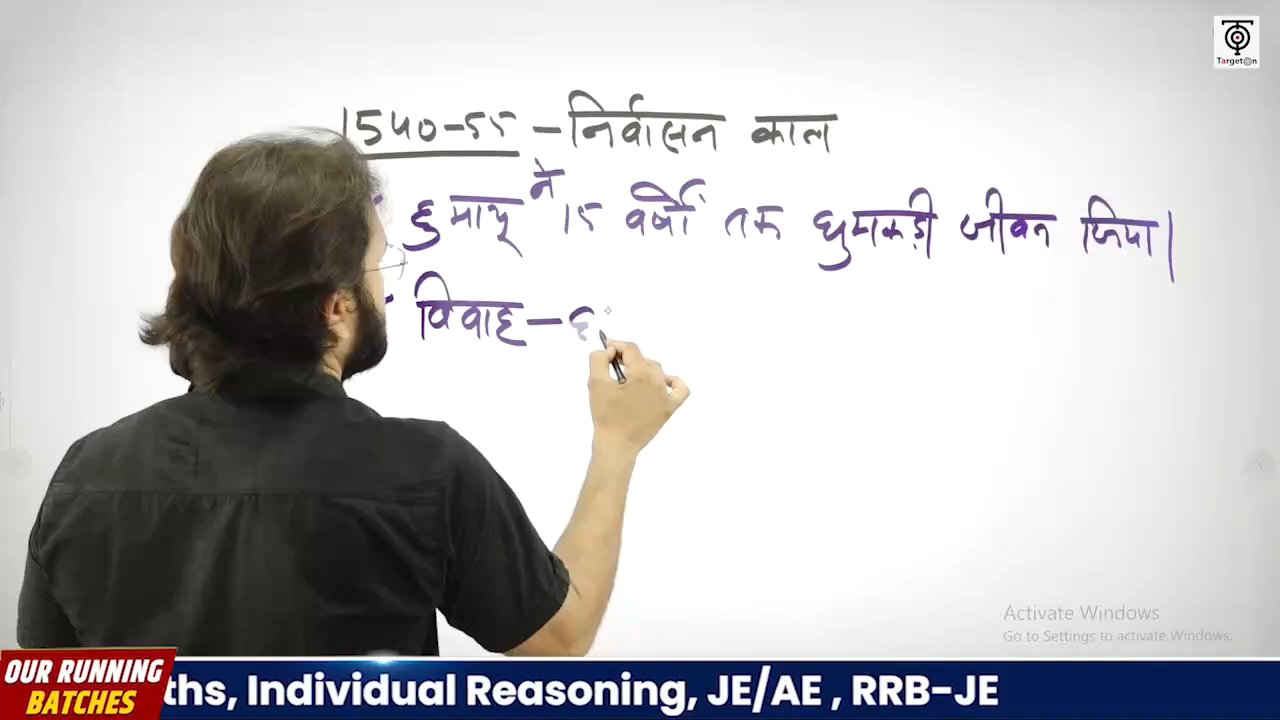 TargetOn
1540-55 - निर्वासन काल
हुमायू ने 15 वर्षों तक घुमक्कड़ी जीवन जिया।
विवाह - ह
Activate Windows
Go to Settings to activate Windows.
OUR RUNNING
BATCHES
ths, Individual Reasoning, JE/AE , RRB-JE